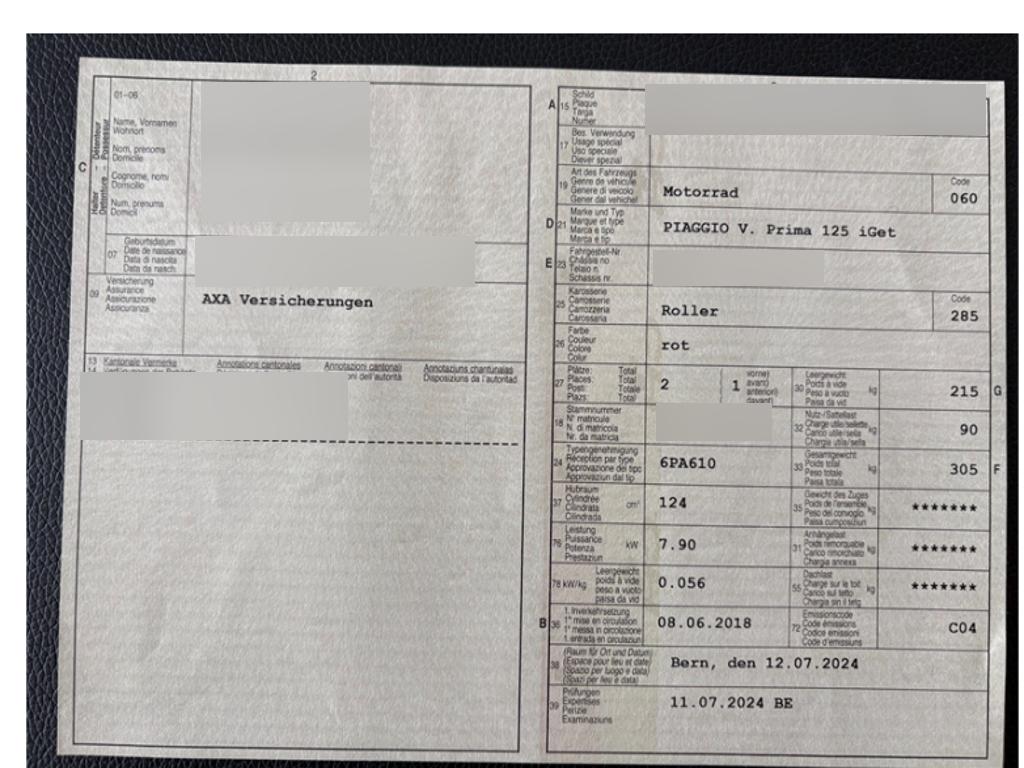 2
01-06
Name, Vornamen
Wohnort
Nom, prénoms
Domicile
Cognome, nomi
Domicilio
Num, prenums
Domicil
C
Halter - Détenteur
Detentore - Possessur
07
Geburtsdatum
Date de naissance
Data di nascita
Data da nasch.
09
Versicherung
Assurance
Assicurazione
Assicuranza
AXA Versicherungen
13 Kantonale Vermerke
14
Annotations cantonales
Annotazioni cantonali
Annotaziuns chantunalas
oni dell'autorità
Disposiziuns da l'autoritad
A 15
Schild
Plaque
Targa
Numer
17
Bes. Verwendung
Usage spécial
Uso speciale
Diever spezial
19
Art des Fahrzeugs
Genre de véhicule
Genere di veicolo
Gener dal vehichel
Motorrad
Code
060
D 21
Marke und Typ
Marque et type
Marca e tipo
Marca e tip
PIAGGIO V. Prima 125 iGet
E 23
Fahrgestell-Nr
Châssis no
Telaio n.
Schassis nr.
25
Karosserie
Carrosserie
Carrozzeria
Carossaria
Roller
Code
285
26
Farbe
Couleur
Colore
Colur
rot
27
Plätze: Total
Places: Total
Posti: Totale
Plazs: Total
2
1
vorne)
avant)
anteriori)
davant)
30
Leergewicht
Poids à vide
Peso a vuoto
Paisa da vid
kg
215
G
18
Stammnummer
N° matricule
N. di matricola
Nr. da matricla
32
Nutz-/Sattellast
Charge utile/sellette
Carico utile/sella
Chargia utila/sella
kg
90
24
Typengenehmigung
Réception par type
Approvazione del tipo
Approvaziun dal tip
6PA610
33
Gesamtgewicht
Poids total
Peso totale
Paisa totala
kg
305
F
37
Hubraum
Cylindrée
Cilindrata
Cilindrada
cm³
124
35
Gewicht des Zuges
Poids de l'ensemble
Peso del convoglio
Paisa cumposiziun
kg
*******
76
Leistung
Puissance
Potenza
Prestaziun
kW
7.90
31
Anhängelast
Poids remorquable
Carico rimorchiato
Chargia annexa
kg
*******
78 kW/kg
Leergewicht
poids à vide
peso a vuoto
paisa da vid
0.056
55
Dachlast
Charge sur le toit
Carico sul tetto
Chargia sin il tetg
kg
*******
B 36
1. Inverkehrsetzung
1re mise en circulation
1a messa in circolazione
1. entrada en circulaziun
08.06.2018
72
Emissionscode
Code émissions
Codice emissioni
Code d'emissiuns
C04
38
(Raum für Ort und Datum)
(Espace pour lieu et date)
(Spazio per luogo e data)
(Spazi per lieu e data)
Bern, den 12.07.2024
39
Prüfungen
Expertises
Perizie
Examinaziuns
11.07.2024 BE